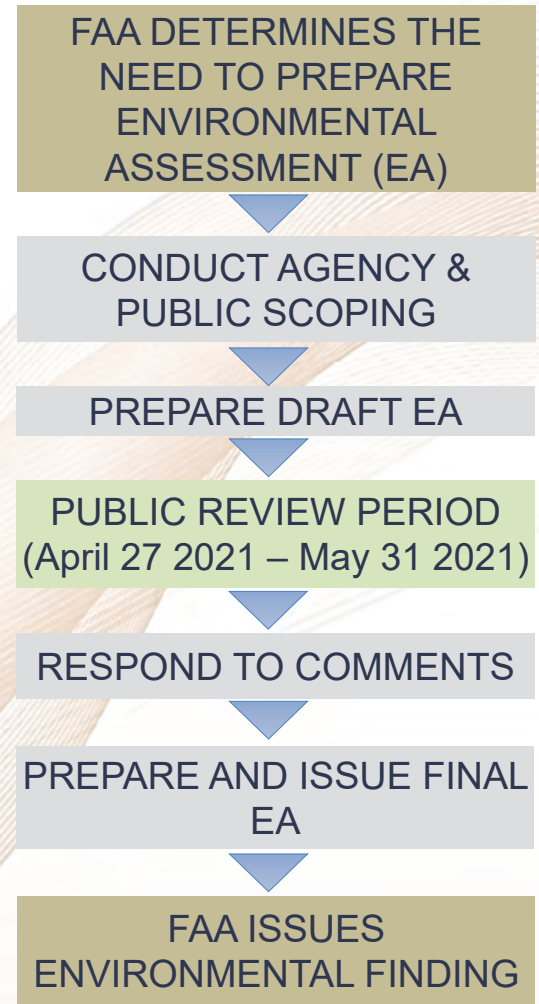 FAA DETERMINES THE
NEED TO PREPARE
ENVIRONMENTAL
ASSESSMENT (EA)
CONDUCT AGENCY &
PUBLIC SCOPING
PREPARE DRAFT EA
PUBLIC REVIEW PERIOD
(April 27 2021 – May 31 2021)
RESPOND TO COMMENTS
PREPARE AND ISSUE FINAL
EA
FAA ISSUES
ENVIRONMENTAL FINDING